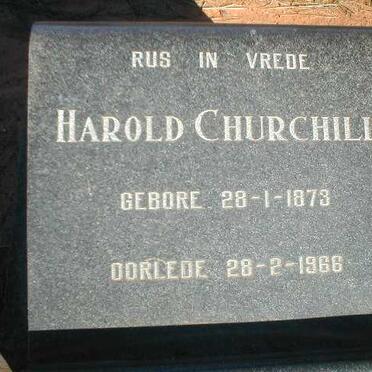 RUS IN VREDE
HAROLD CHURCHILL
GEBORE 28-1-1873
OORLEDE 28-2-1966